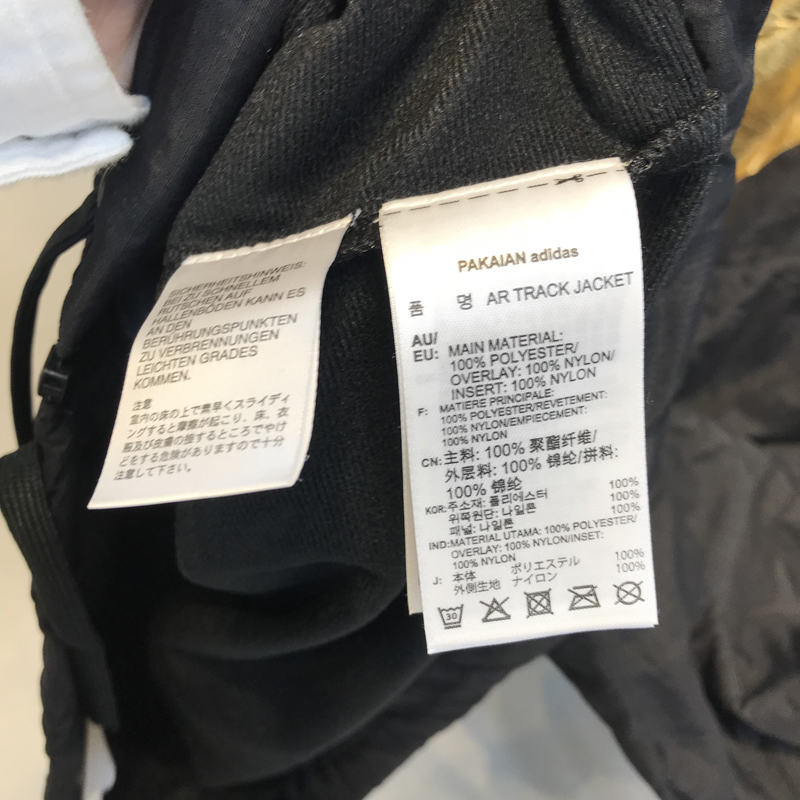 SICHERHEITSHINWEIS:
BEI ZU SCHNELLEM
RUTSCHEN AUF
HALLENBÖDEN KANN ES
AN DEN
BERÜHRUNGSPUNKTEN
ZU VERBRENNUNGEN
LEICHTEN GRADES
KOMMEN.
注意
室内の床の上で素早くスライディ
ングすると摩擦が起こり、床、衣
服及び皮膚の接するところでやけ
どをする危険がありますので十分
注意して下さい。
PAKAIAN adidas
품 명 AR TRACK JACKET
AU/
EU: MAIN MATERIAL:
100% POLYESTER/
OVERLAY: 100% NYLON/
INSERT: 100% NYLON
F: MATIERE PRINCIPALE:
100% POLYESTER/REVETEMENT:
100% NYLON/EMPIECEMENT:
100% NYLON
CN: 主料: 100% 聚酯纤维/
外层料: 100% 锦纶/拼料:
100% 锦纶
KOR: 주소재: 폴리에스터 100%
위쪽원단: 나일론 100%
패널: 나일론 100%
IND: MATERIAL UTAMA: 100% POLYESTER/
OVERLAY: 100% NYLON/INSET:
100% NYLON
J: 本体 ポリエステル 100%
外側生地 ナイロン 100%
30